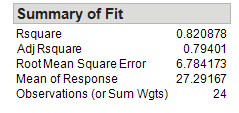 Summary of Fit
Rsquare 0.820878
Adj Rsquare 0.79401
Root Mean Square Error 6.784173
Mean of Response 27.29167
Observations (or Sum Wgts) 24